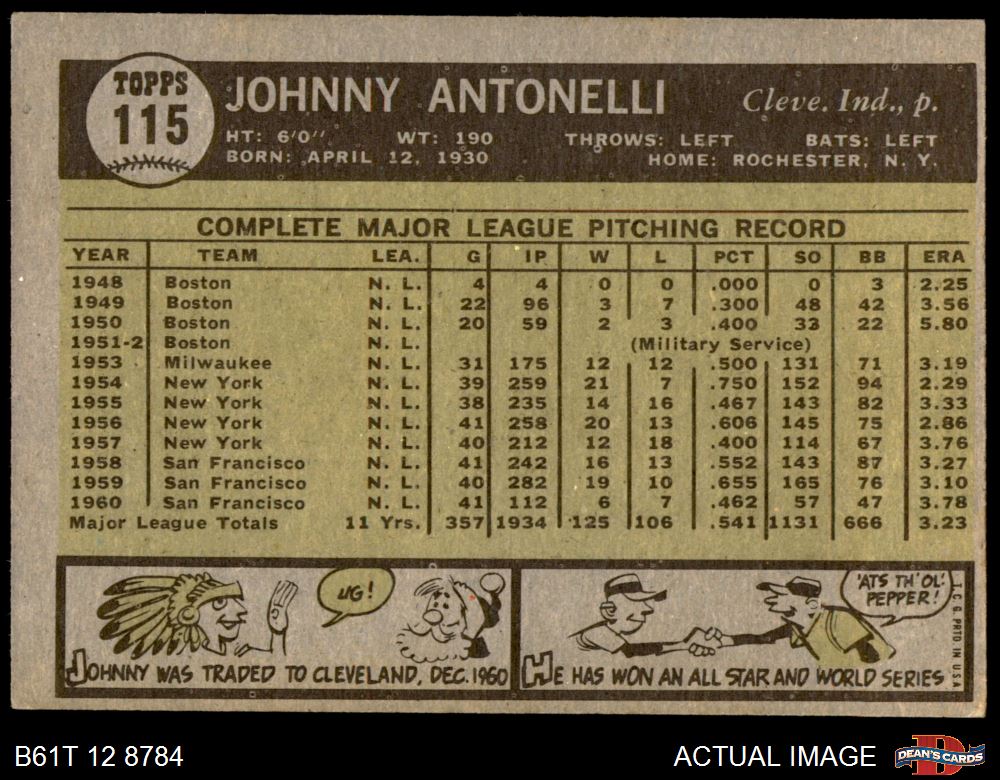 TOPPS
115
JOHNNY ANTONELLI
Cleve. Ind., p.
HT: 6'0" WT: 190 THROWS: LEFT BATS: LEFT
BORN: APRIL 12, 1930 HOME: ROCHESTER, N. Y.
COMPLETE MAJOR LEAGUE PITCHING RECORD
YEAR TEAM LEA. G IP W L PCT SO BB ERA
1948 Boston N. L. 4 4 0 0 .000 0 3 2.25
1949 Boston N. L. 22 96 3 7 .300 48 42 3.56
1950 Boston N. L. 20 59 2 3 .400 33 22 5.80
1951-2 Boston N. L. (Military Service)
1953 Milwaukee N. L. 31 175 12 12 .500 131 71 3.19
1954 New York N. L. 39 259 21 7 .750 152 94 2.29
1955 New York N. L. 38 235 14 16 .467 143 82 3.33
1956 New York N. L. 41 258 20 13 .606 145 75 2.86
1957 New York N. L. 40 212 12 18 .400 114 67 3.76
1958 San Francisco N. L. 41 242 16 13 .552 143 87 3.27
1959 San Francisco N. L. 40 282 19 10 .655 165 76 3.10
1960 San Francisco N. L. 41 112 6 7 .462 57 47 3.78
Major League Totals 11 Yrs. 357 1934 125 106 .541 1131 666 3.23
UG!
JOHNNY WAS TRADED TO CLEVELAND, DEC. 1960
'ATS TH' OL'
PEPPER!
HE HAS WON AN ALL STAR AND WORLD SERIES
T.C.G. PRTD IN U.S.A.
B61T 12 8784
ACTUAL IMAGE
D
DEAN'S CARDS